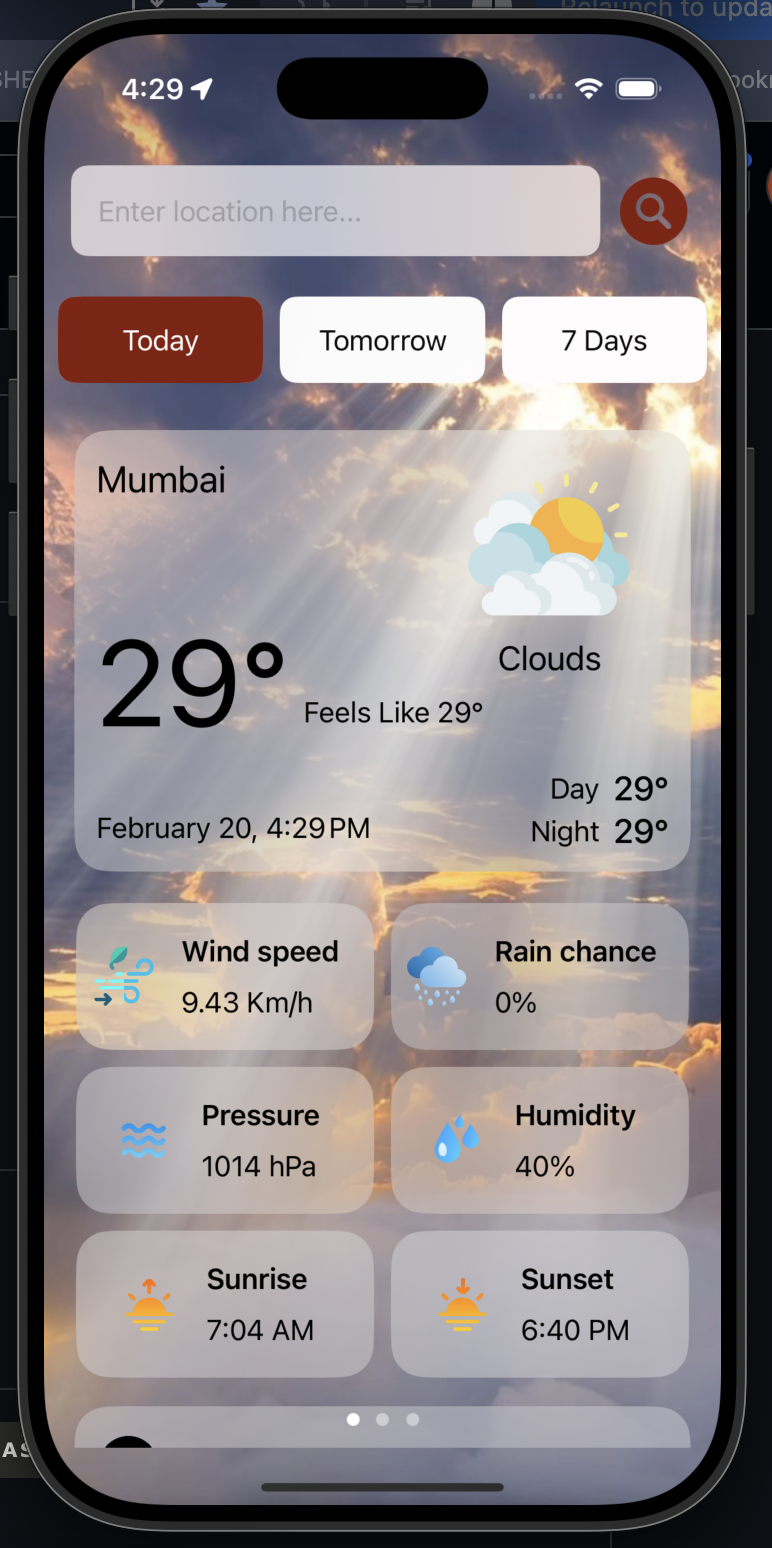 Relaunch to upda
SHE
4:29
Enter location here...
Today
Tomorrow
7 Days
Mumbai
29°
Feels Like 29°
Clouds
Day 29°
Night 29°
February 20, 4:29 PM
Wind speed
9.43 Km/h
Rain chance
0%
Pressure
1014 hPa
Humidity
40%
Sunrise
7:04 AM
Sunset
6:40 PM
AS